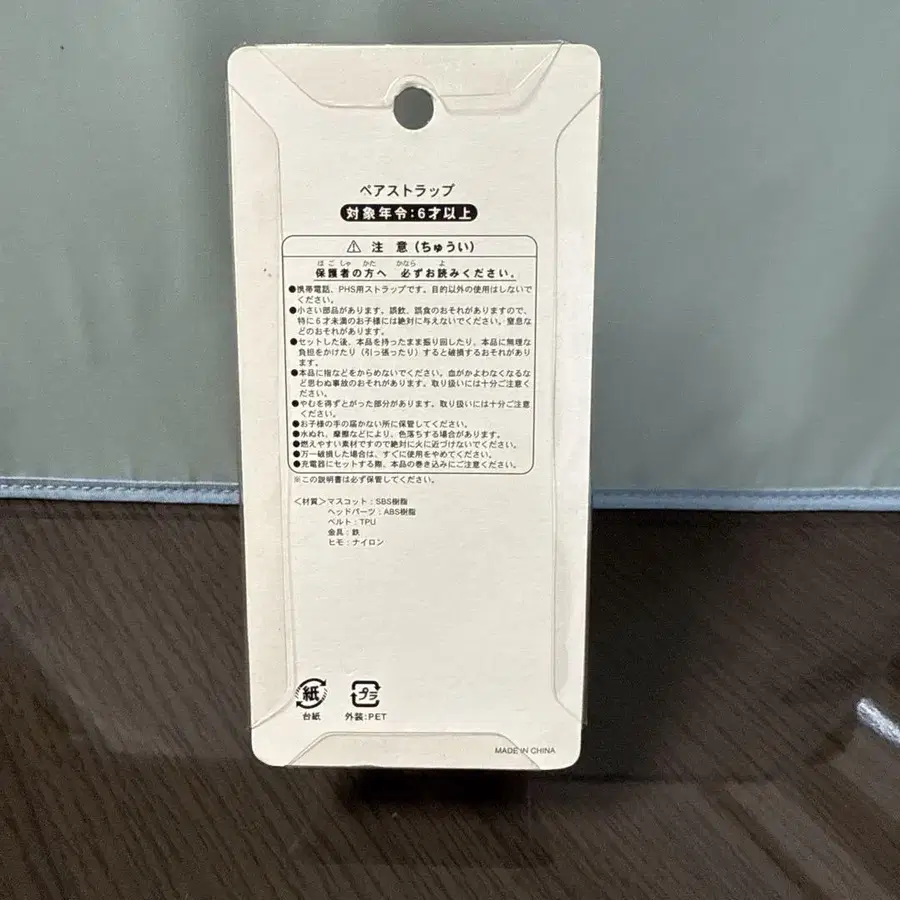 ペアストラップ
対象年令:6才以上
⚠ 注 意(ちゅうい)
ほごしゃ かた かなら よ
保護者の方へ 必ずお読みください。
●携帯電話、PHS用ストラップです。目的以外の使用はしないで
ください。
●小さい部品があります。誤飲、誤食のおそれがありますので、
特に6才未満のお子様には絶対に与えないでください。窒息な
どのおそれがあります。
●セットした後、本品を持ったまま振り回したり、本品に無理な
負担をかけたり(引っ張ったり)すると破損するおそれがあり
ます。
●本品に指などをからめないでください。血がかよわなくなるな
ど思わぬ事故のおそれがあります。取り扱いには十分ご注意く
ださい。
●やむを得ずとがった部分があります。取り扱いには十分ご注意
ください。
●お子様の手の届かない所に保管してください。
●水ぬれ、摩擦などにより、色落ちする場合があります。
●燃えやすい素材ですので絶対に火に近づけないでください。
●万一破損した場合は、すぐに使用をやめてください。
●充電器にセットする際、本品の巻き込みにご注意ください。
※この説明書は必ず保管してください。
<材質>マスコット:SBS樹脂
ヘッドパーツ:ABS樹脂
ベルト:TPU
金具:鉄
ヒモ:ナイロン
紙 プラ
台紙 外装:PET
MADE IN CHINA